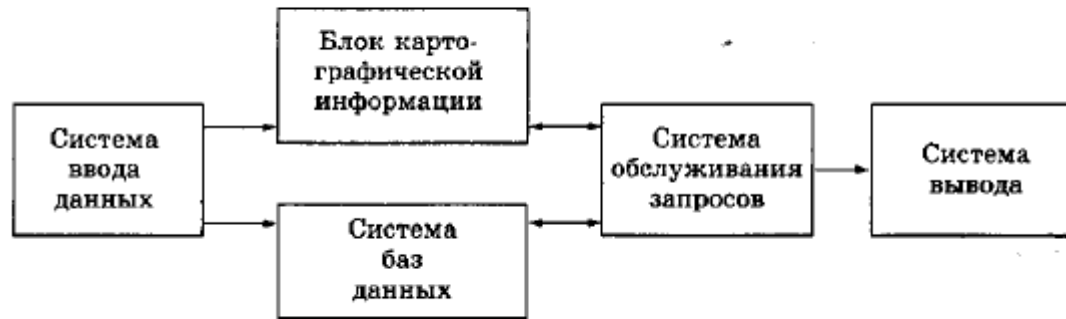 Система
ввода
данных
Блок карто-
графической
информации
Система
баз
данных
Система
обслуживания
запросов
Система
вывода